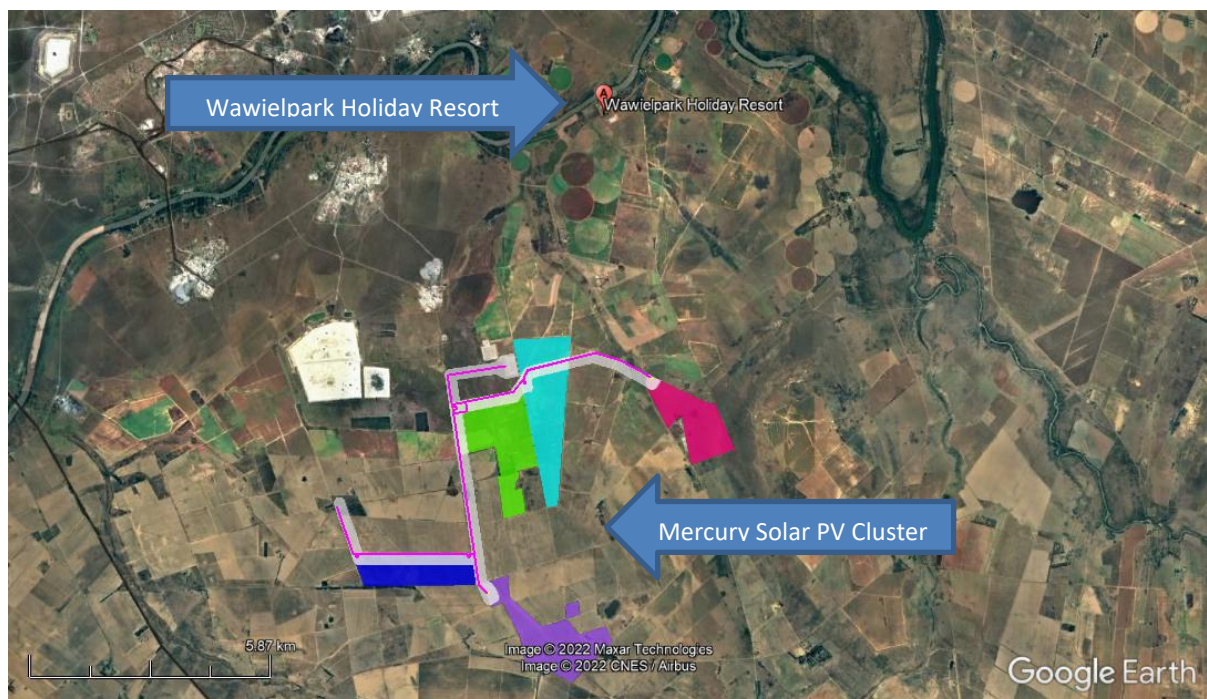 Wawielpark Holiday Resort
A
Wawielpark Holiday Resort
Mercury Solar PV Cluster
5.87 km
Image © 2022 Maxar Technologies
Image © 2022 CNES / Airbus
Google Earth